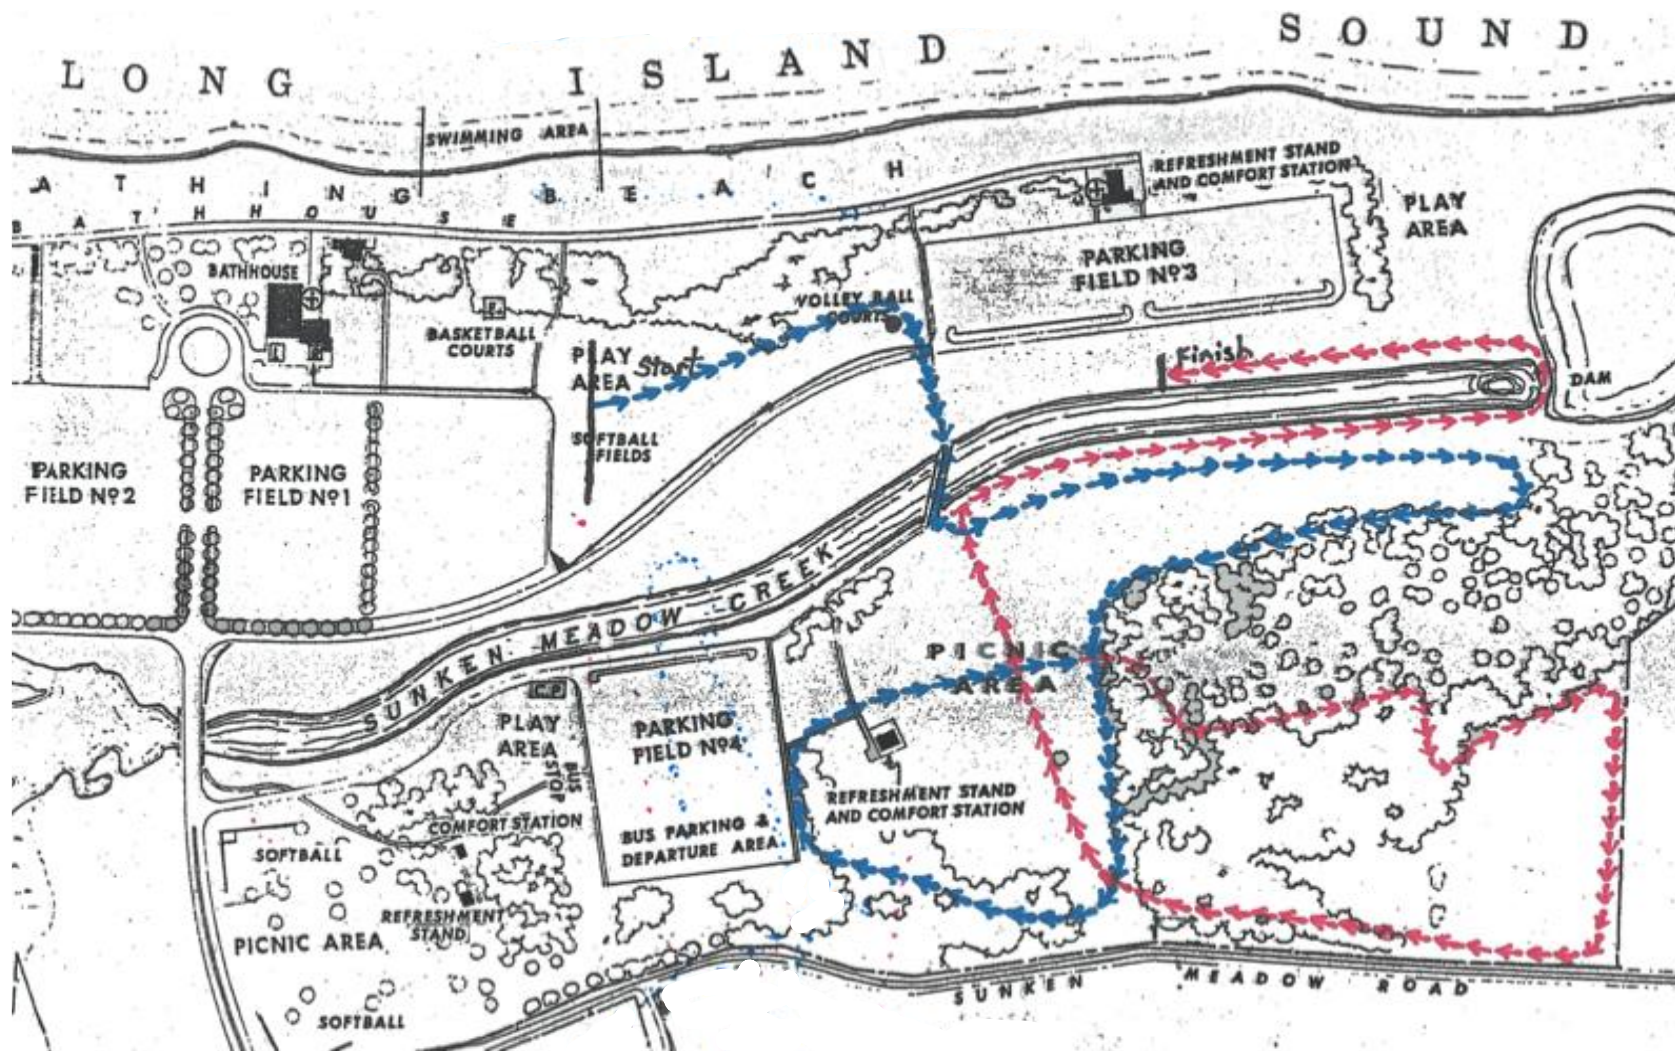 LONG ISLAND SOUND
SWIMMING AREA
BATHING BEACH
BATHHOUSE
REFRESHMENT STAND
AND COMFORT STATION
PLAY
AREA
PARKING
FIELD Nº3
BATHHOUSE
VOLLEY BALL
COURTS
BASKETBALL
COURTS
PLAY
AREA
Start
Finish
DAM
SOFTBALL
FIELDS
PARKING
FIELD Nº2
PARKING
FIELD Nº1
SUNKEN MEADOW CREEK
PICNIC
AREA
C.P.
PLAY
AREA
BUS
STOP
PARKING
FIELD Nº4
REFRESHMENT STAND
AND COMFORT STATION
BUS PARKING &
DEPARTURE AREA
COMFORT STATION
SOFTBALL
REFRESHMENT
STAND
PICNIC AREA
SOFTBALL
SUNKEN MEADOW ROAD